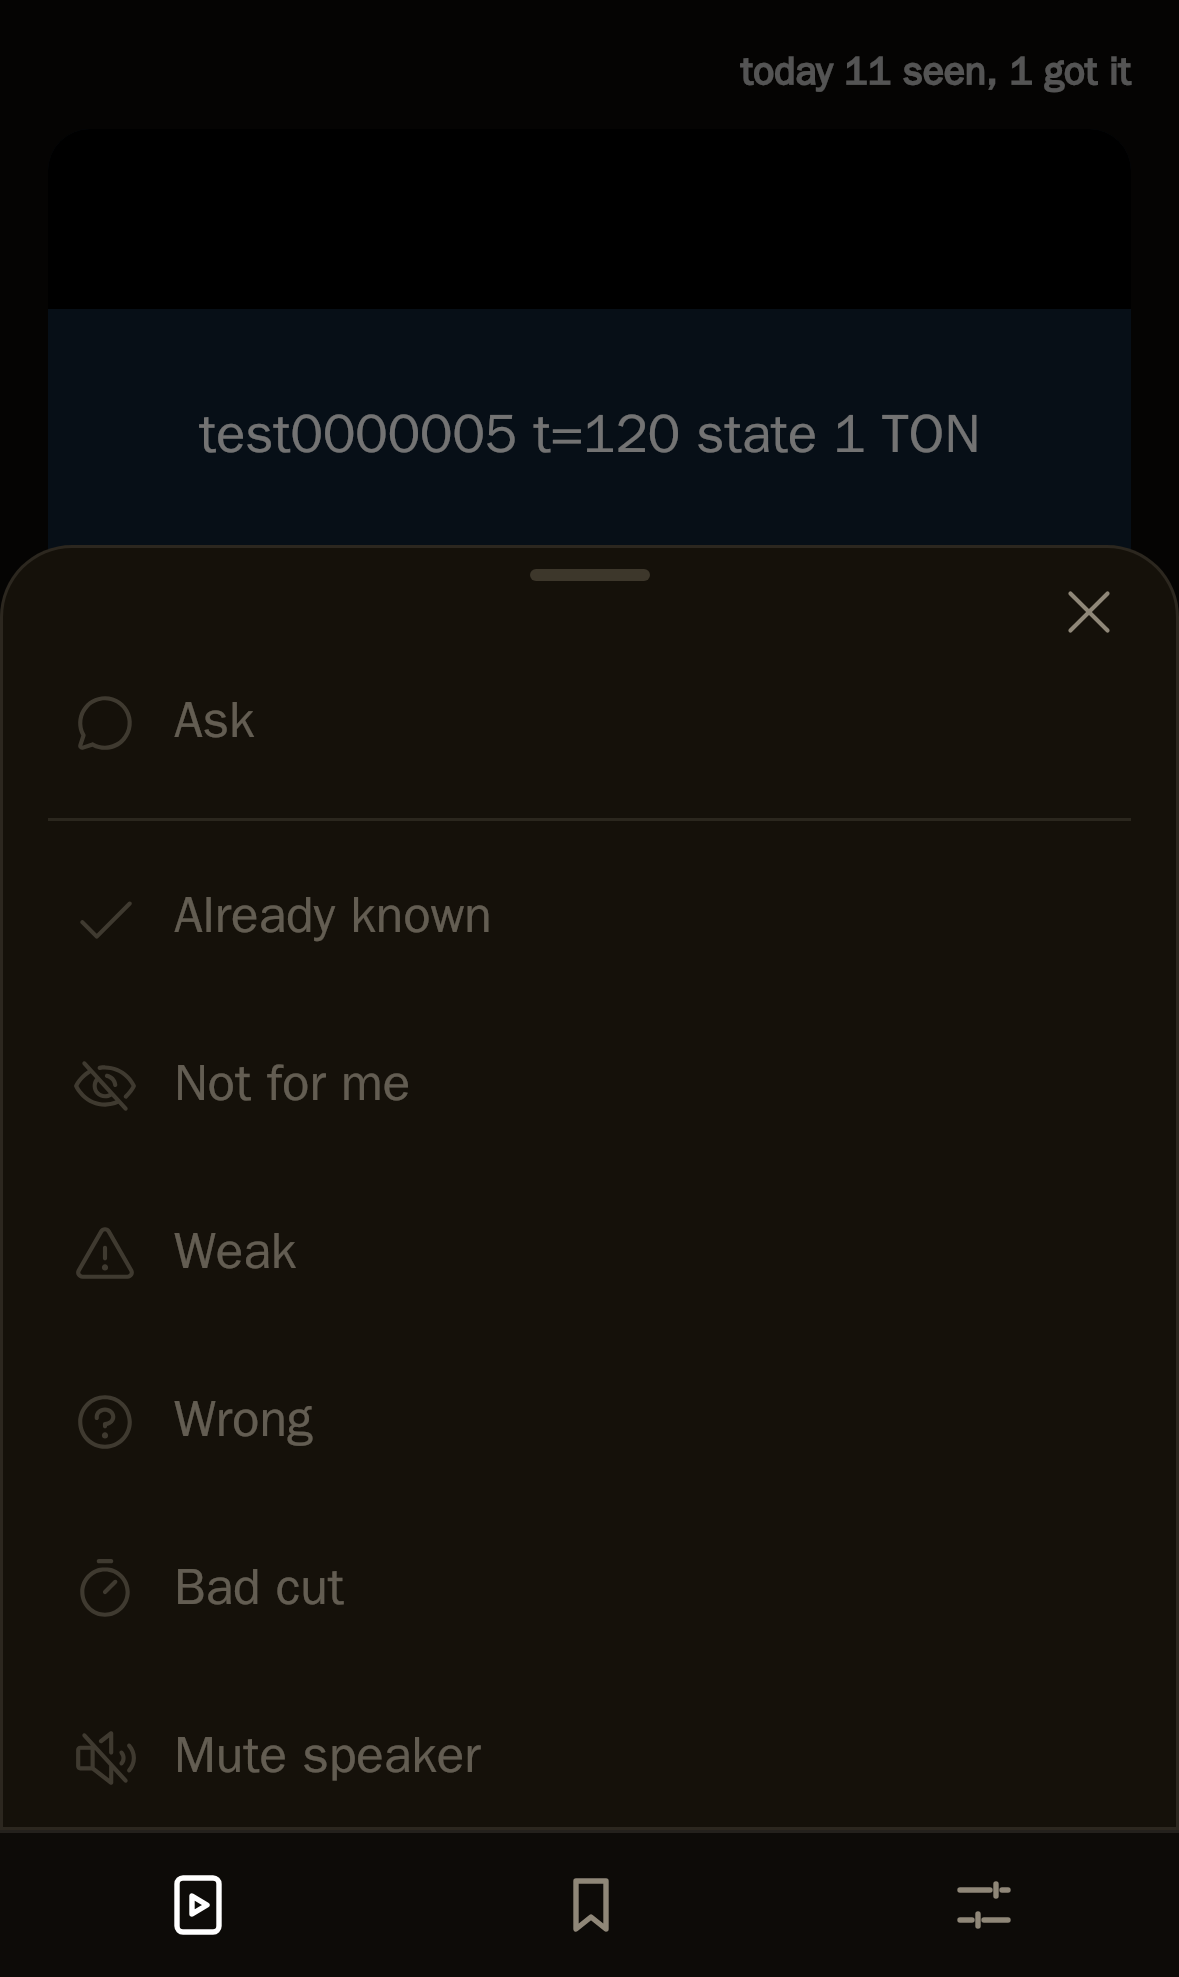 today 11 seen, 1 got it
test0000005 t=120 state 1 TON
Ask
Already known
Not for me
Weak
Wrong
Bad cut
Mute speaker